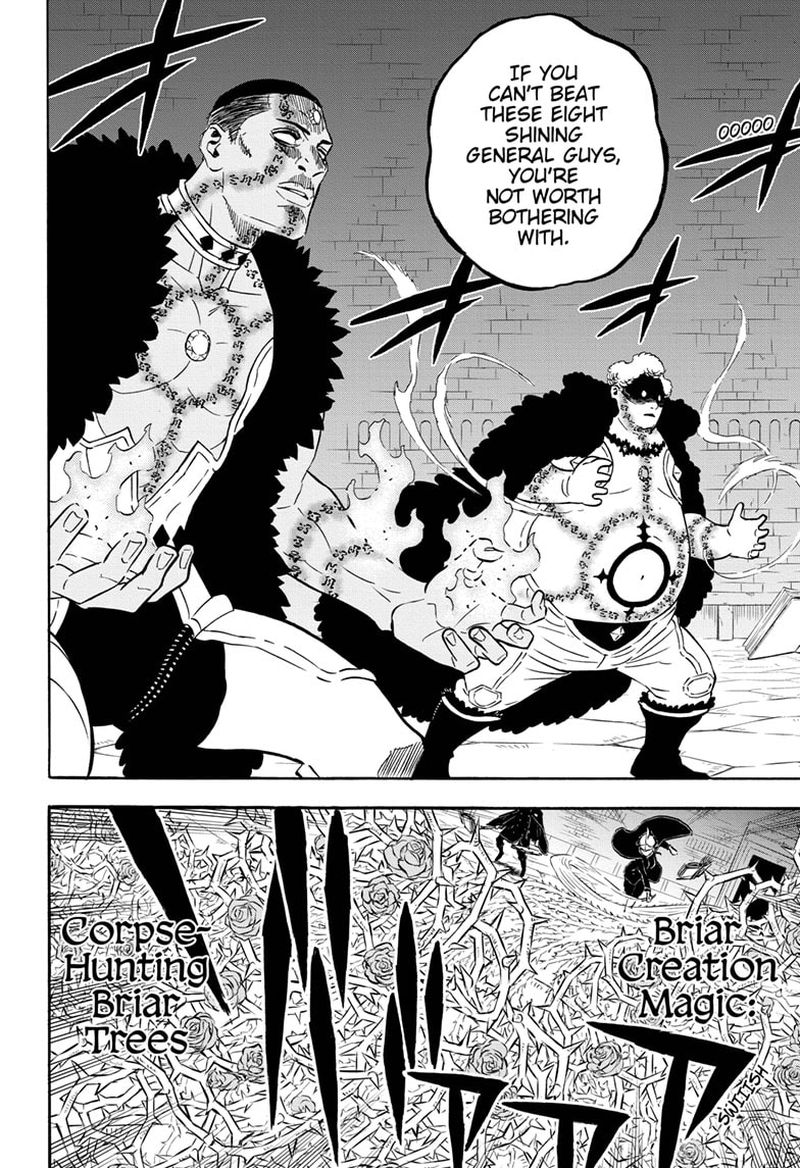 IF YOU
CAN'T BEAT
THESE EIGHT
SHINING
GENERAL GUYS,
YOU'RE
NOT WORTH
BOTHERING
WITH.
OOOOO
Briar
Creation
Magic:
Corpse-
Hunting
Briar
Trees
SWIIISH